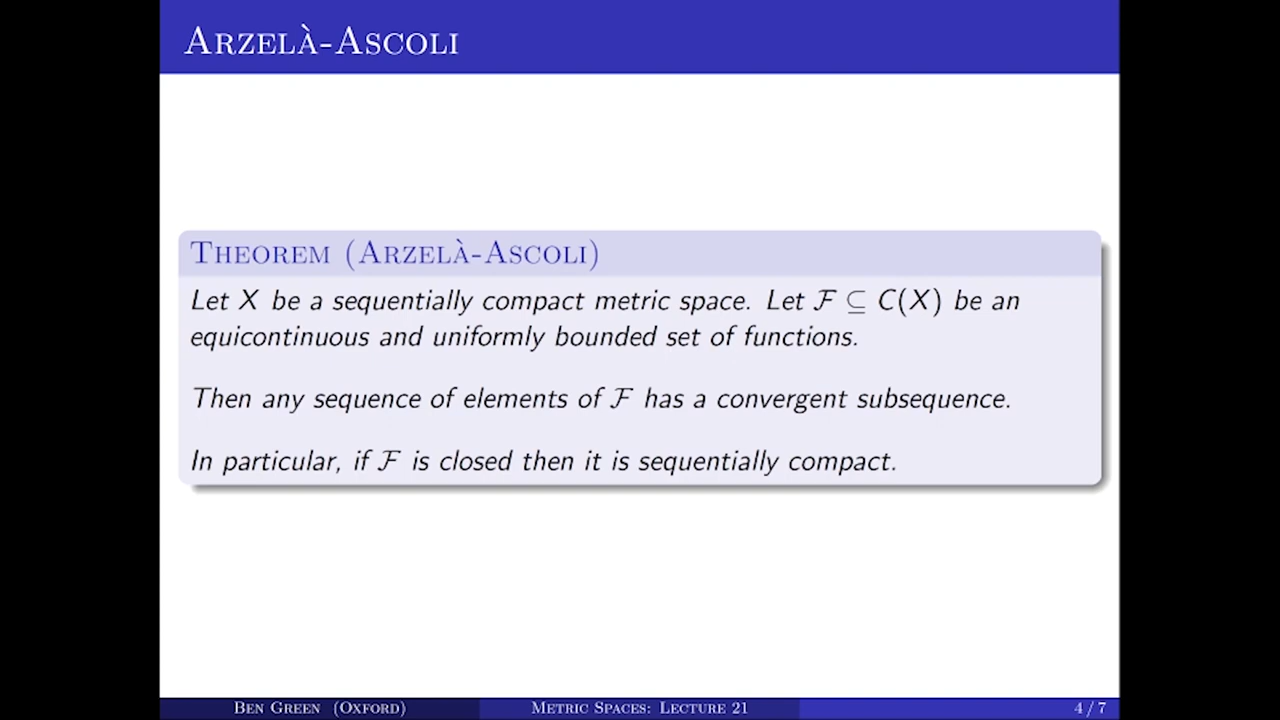 Arzelà-Ascoli
Theorem (Arzelà-Ascoli)
Let X be a sequentially compact metric space. Let ℱ ⊆ C(X) be an
equicontinuous and uniformly bounded set of functions.
Then any sequence of elements of ℱ has a convergent subsequence.
In particular, if ℱ is closed then it is sequentially compact.
Ben Green (Oxford)
Metric Spaces: Lecture 21
4 / 7